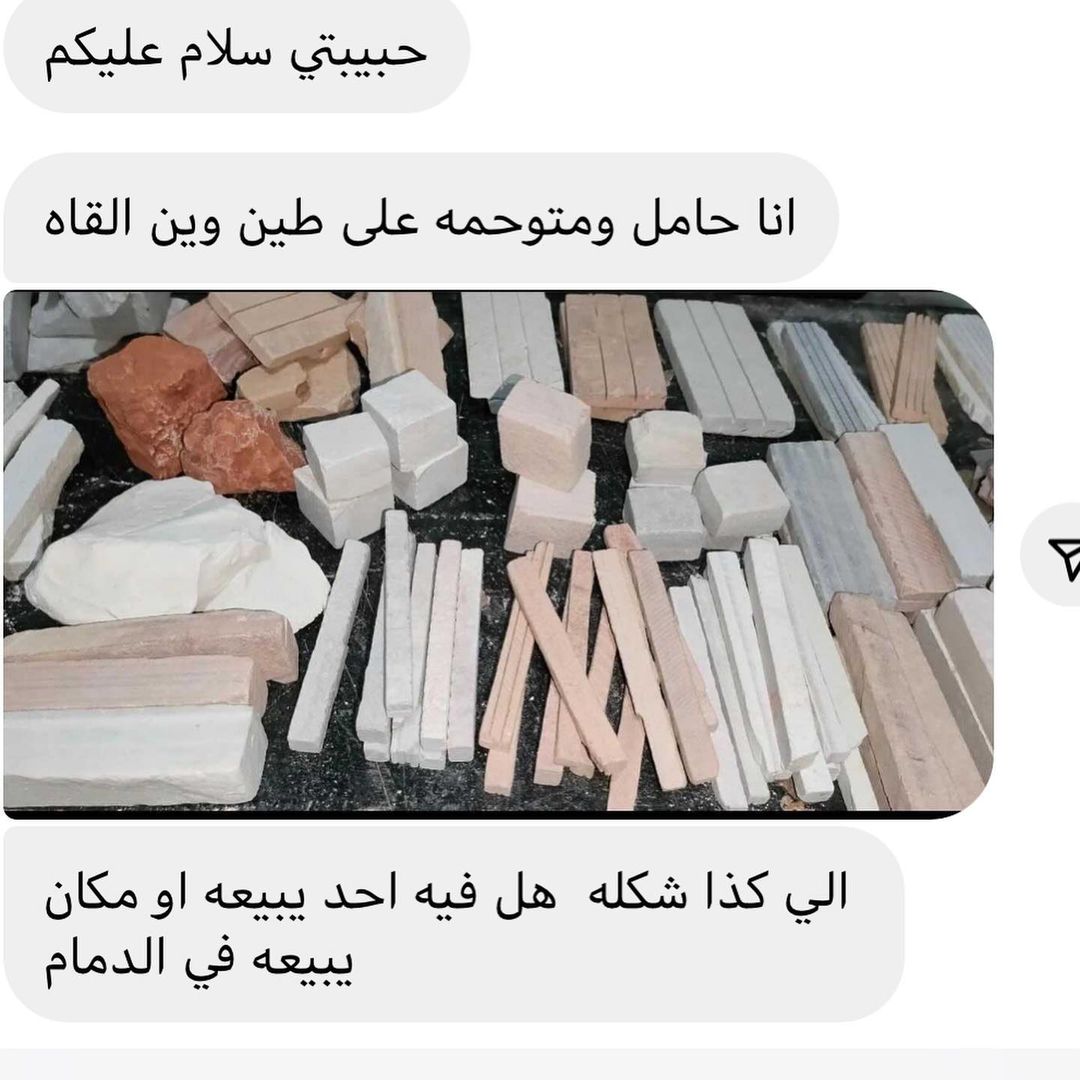 حبيبتي سلام عليكم
انا حامل ومتوحمه على طين وين القاه
الي كذا شكله هل فيه احد يبيعه او مكان
يبيعه في الدمام